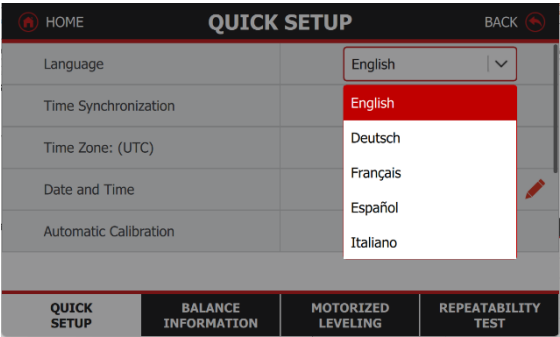 HOME
QUICK SETUP
BACK
Language
English
Time Synchronization
English
Time Zone: (UTC)
Deutsch
Français
Date and Time
Español
Automatic Calibration
Italiano
QUICK
SETUP
BALANCE
INFORMATION
MOTORIZED
LEVELING
REPEATABILITY
TEST